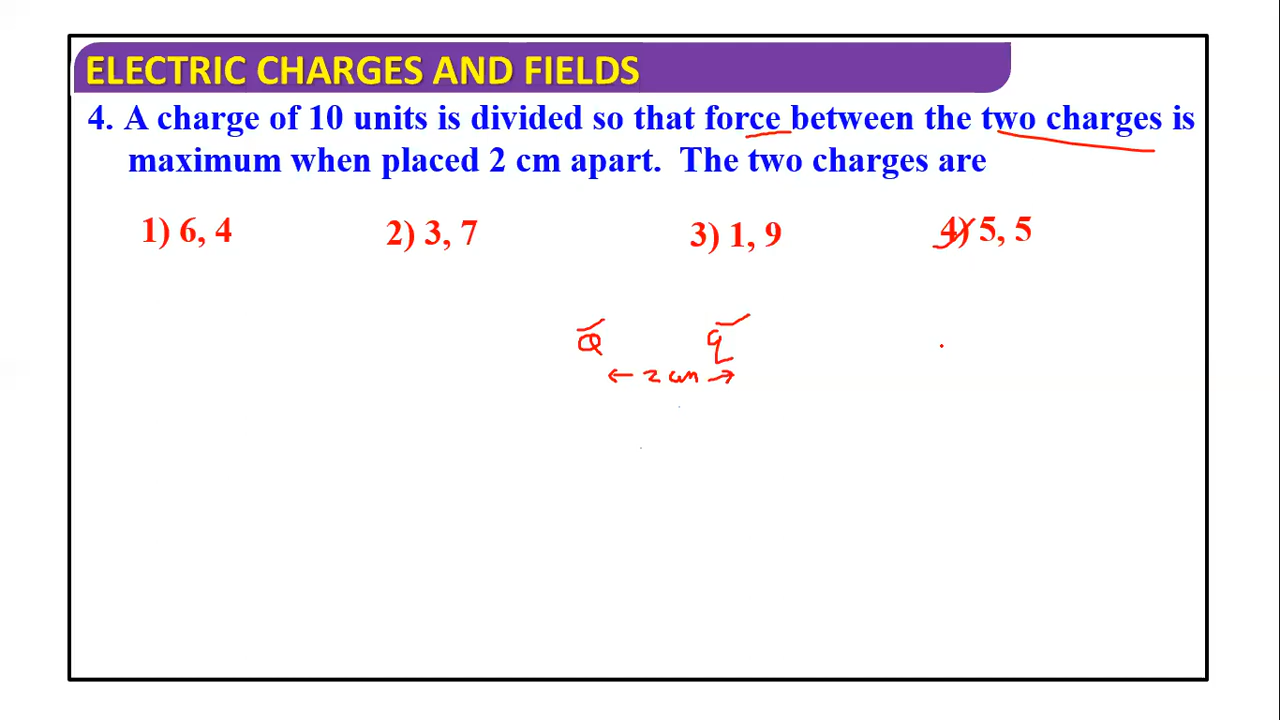 ELECTRIC CHARGES AND FIELDS
4. A charge of 10 units is divided so that force between the two charges is
maximum when placed 2 cm apart. The two charges are
1) 6, 4 2) 3, 7 3) 1, 9 4) 5, 5
Q q
← 2 cm →